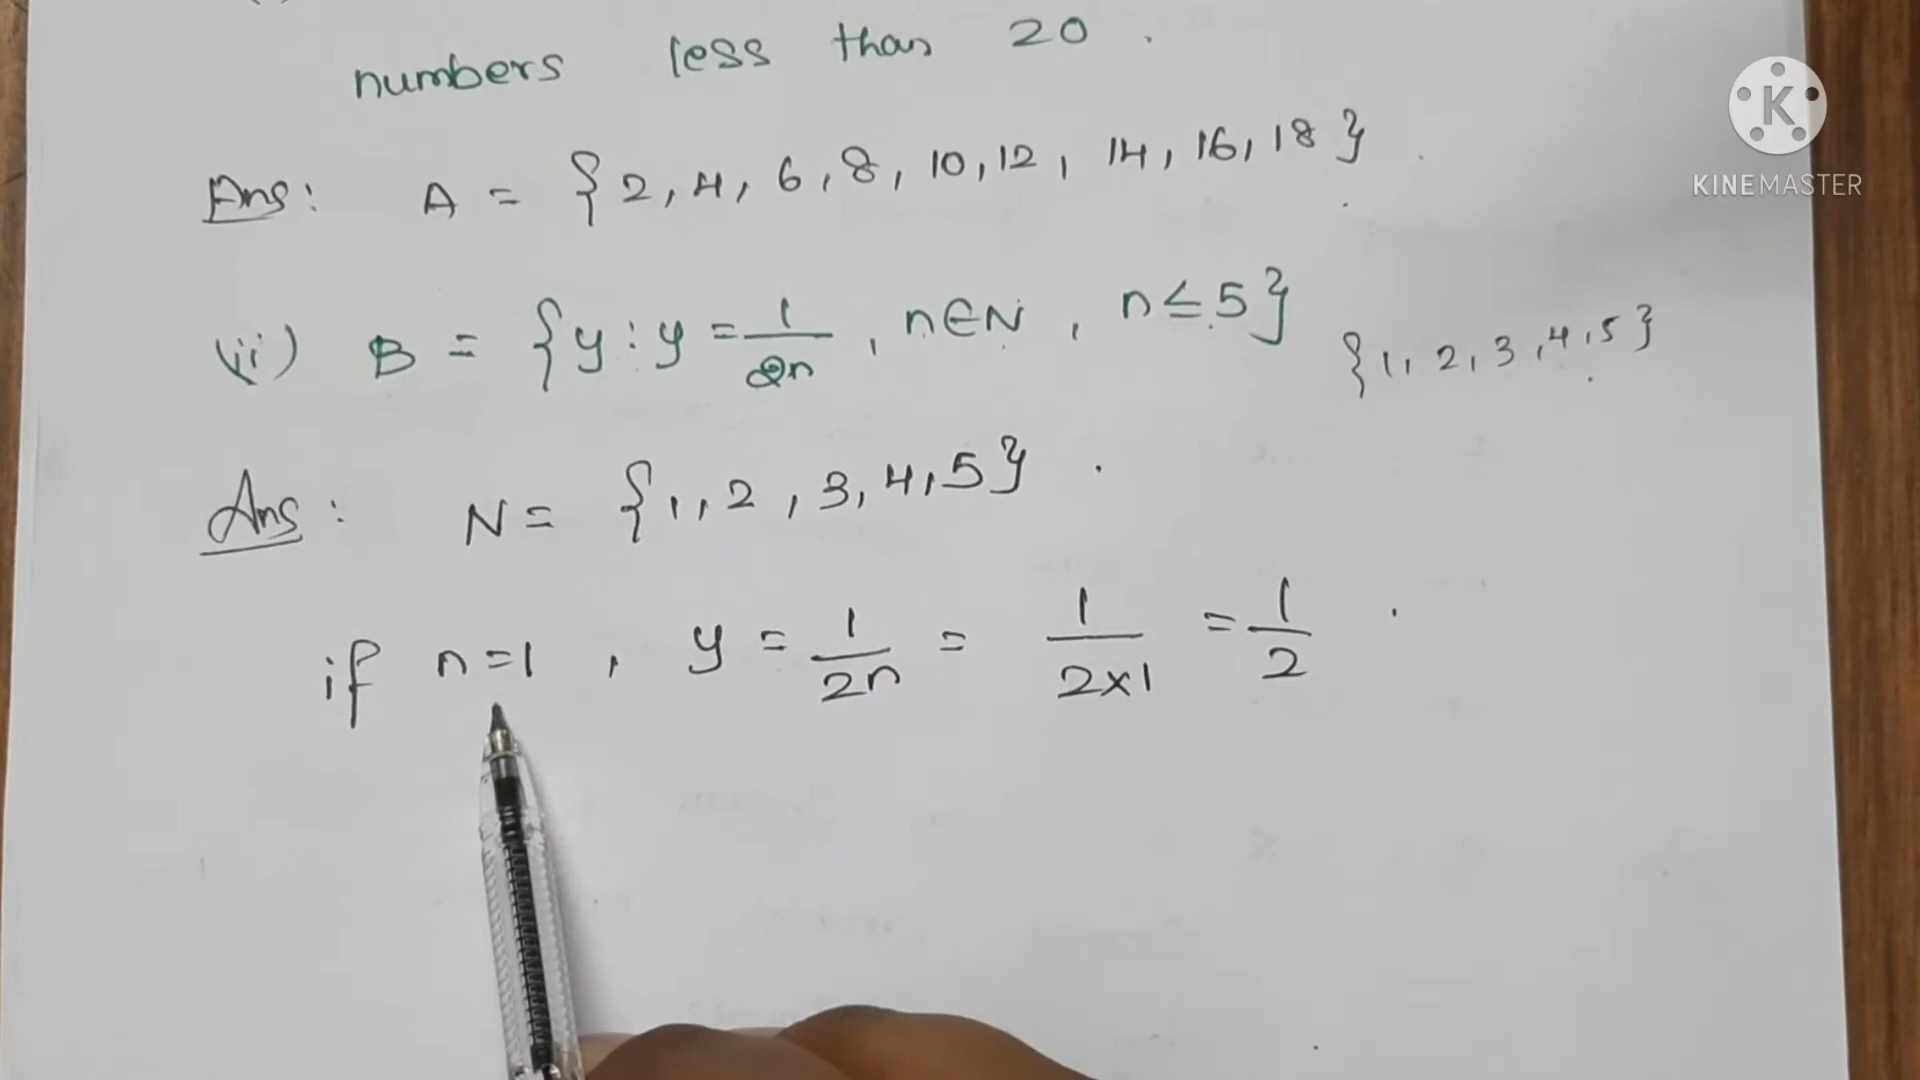 numbers less than 20.
Ans: A = {2, 4, 6, 8, 10, 12, 14, 16, 18}
(ii) B = {y : y = 1/2n, n∈N, n≤5}
{1, 2, 3, 4, 5}
Ans: N = {1, 2, 3, 4, 5}.
if n=1, y = 1/2n = 1/2×1 = 1/2.
K
KINEMASTER